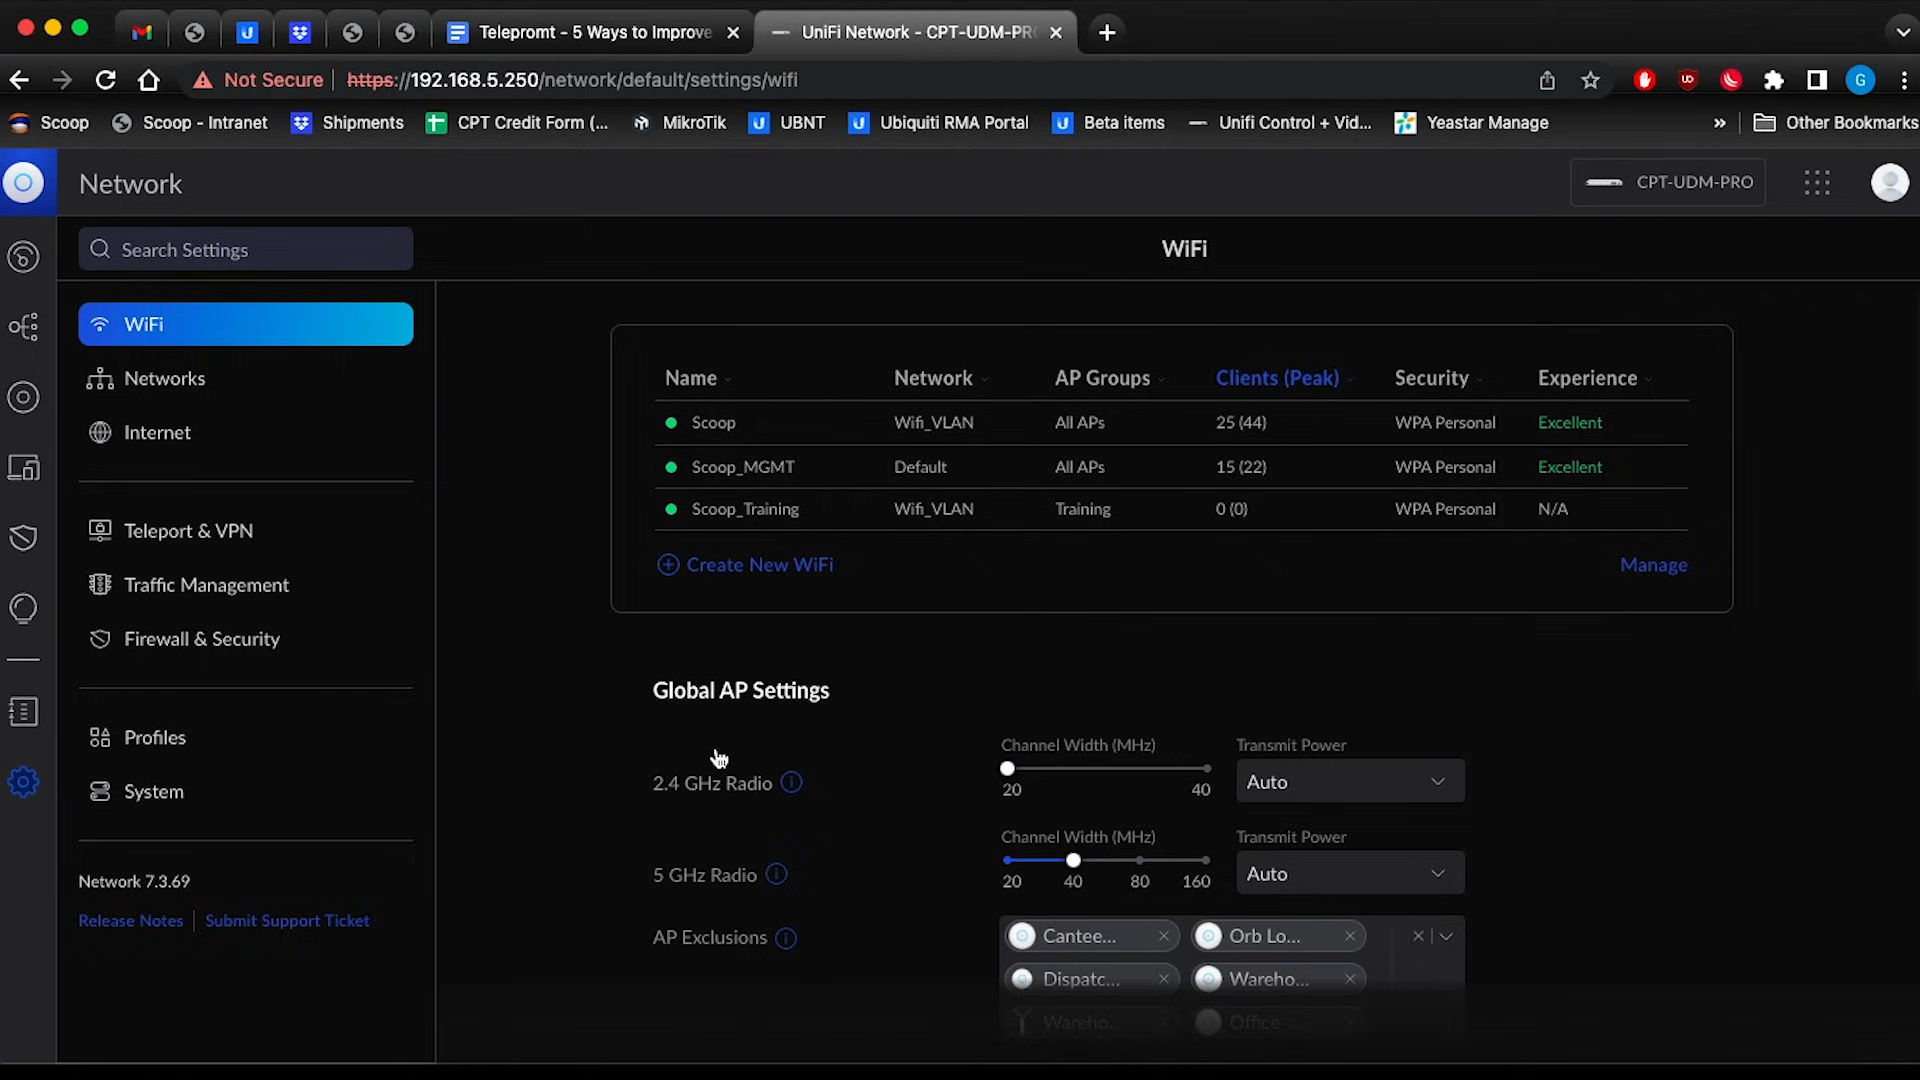 Telepromt - 5 Ways to Improve
UniFi Network - CPT-UDM-PR
Not Secure https://192.168.5.250/network/default/settings/wifi
Scoop Scoop - Intranet Shipments CPT Credit Form (... MikroTik UBNT Ubiquiti RMA Portal Beta items Unifi Control + Vid... Yeastar Manage » Other Bookmarks
Network
CPT-UDM-PRO
Search Settings
WiFi
WiFi
Networks
Internet
Teleport & VPN
Traffic Management
Firewall & Security
Profiles
System
Network 7.3.69
Release Notes Submit Support Ticket
Name Network AP Groups Clients (Peak) Security Experience
Scoop Wifi_VLAN All APs 25 (44) WPA Personal Excellent
Scoop_MGMT Default All APs 15 (22) WPA Personal Excellent
Scoop_Training Wifi_VLAN Training 0 (0) WPA Personal N/A
Create New WiFi Manage
Global AP Settings
Channel Width (MHz) Transmit Power
2.4 GHz Radio 20 40 Auto
Channel Width (MHz) Transmit Power
5 GHz Radio 20 40 80 160 Auto
AP Exclusions Cantee... Orb Lo...
Dispatc... Wareho...
Wareho... Office